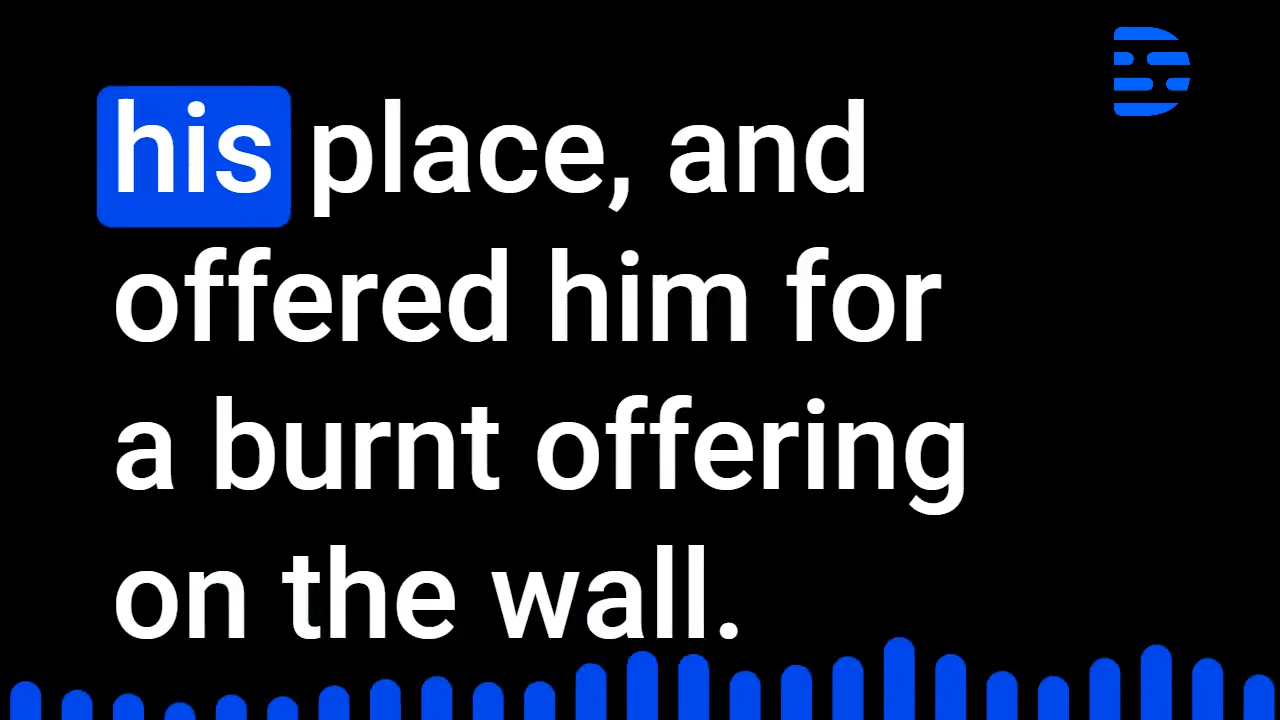 his place, and
offered him for
a burnt offering
on the wall.